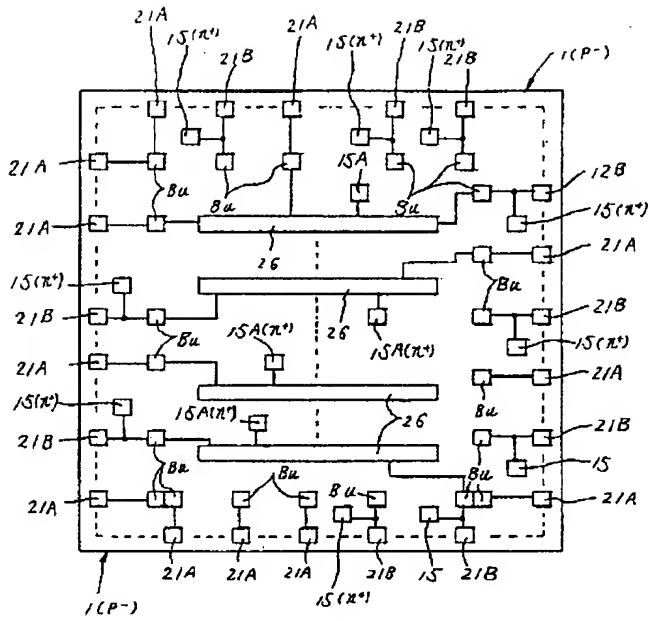 21A 21B 21A 21B 21B
15(n+) 15(n+) 15(n+)
1(P-)
21A
Bu Bu 15A Bu
12B
21A
15(n+)
26
21A
15(n+)
Bu
26
21B
21B
Bu
15A(n+)
15A(n+)
15(n+)
21A
21A
Bu
15(n+)
15A(n+)
26
21B
21B
Bu Bu Bu Bu
15
21A
21A
21A 21A 21A 15(n+) 21B 15 21B
1(P-)